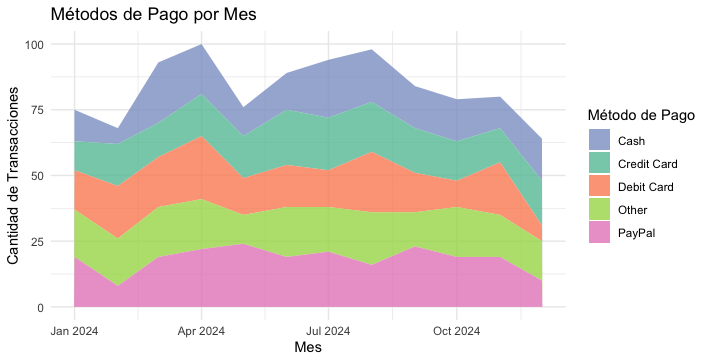 Métodos de Pago por Mes
Cantidad de Transacciones
100
75
50
25
0
Jan 2024
Apr 2024
Jul 2024
Oct 2024
Mes
Método de Pago
Cash
Credit Card
Debit Card
Other
PayPal